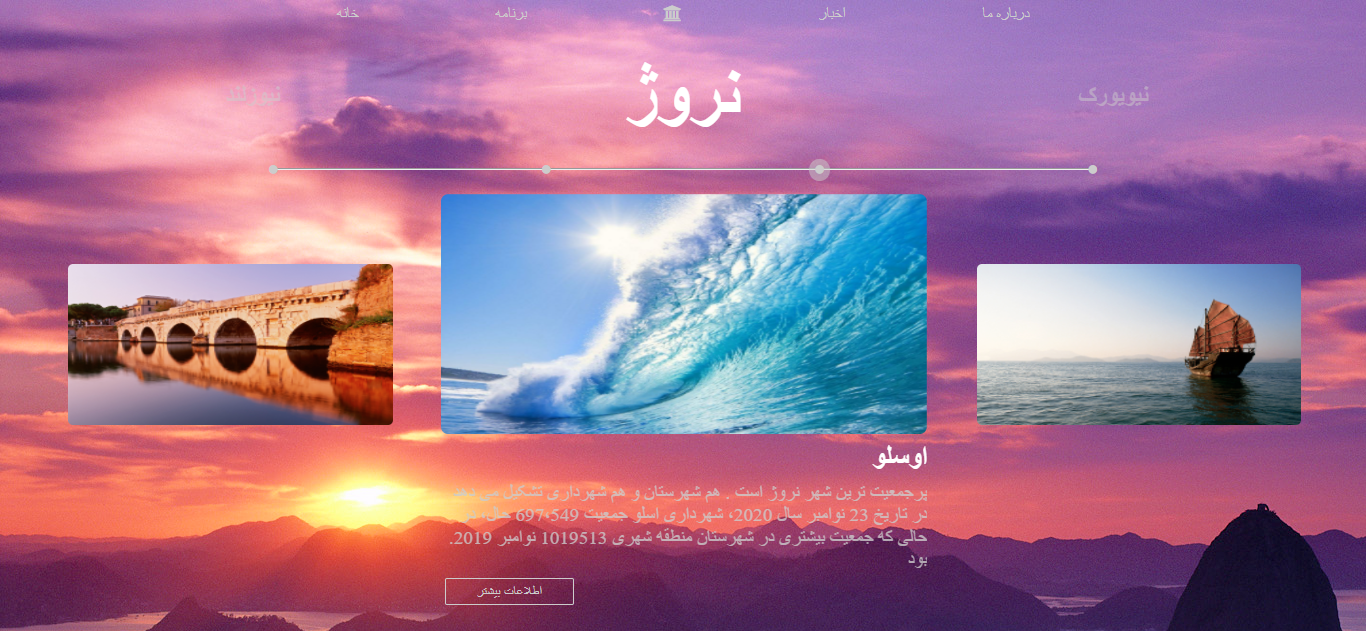 درباره ما
اخبار
برنامه
خانه
نیویورک
نروژ
نیوزلند
اوسلو
پرجمعیت ترین شهر نروژ است . هم شهرستان و هم شهرداری تشکیل می دهد
در تاریخ 23 نوامبر سال 2020، شهرداری اسلو جمعیت 697،549
حالی که جمعیت بیشتری در شهرستان منطقه شهری 1019513 نوامبر 2019.
بود
اطلاعات بیشتر